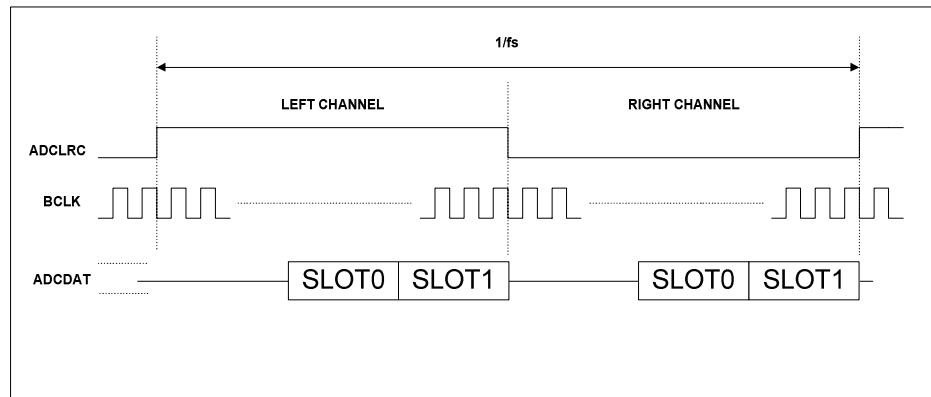 1/fs
LEFT CHANNEL RIGHT CHANNEL
ADCLRC
BCLK
ADCDAT SLOT0 SLOT1 SLOT0 SLOT1